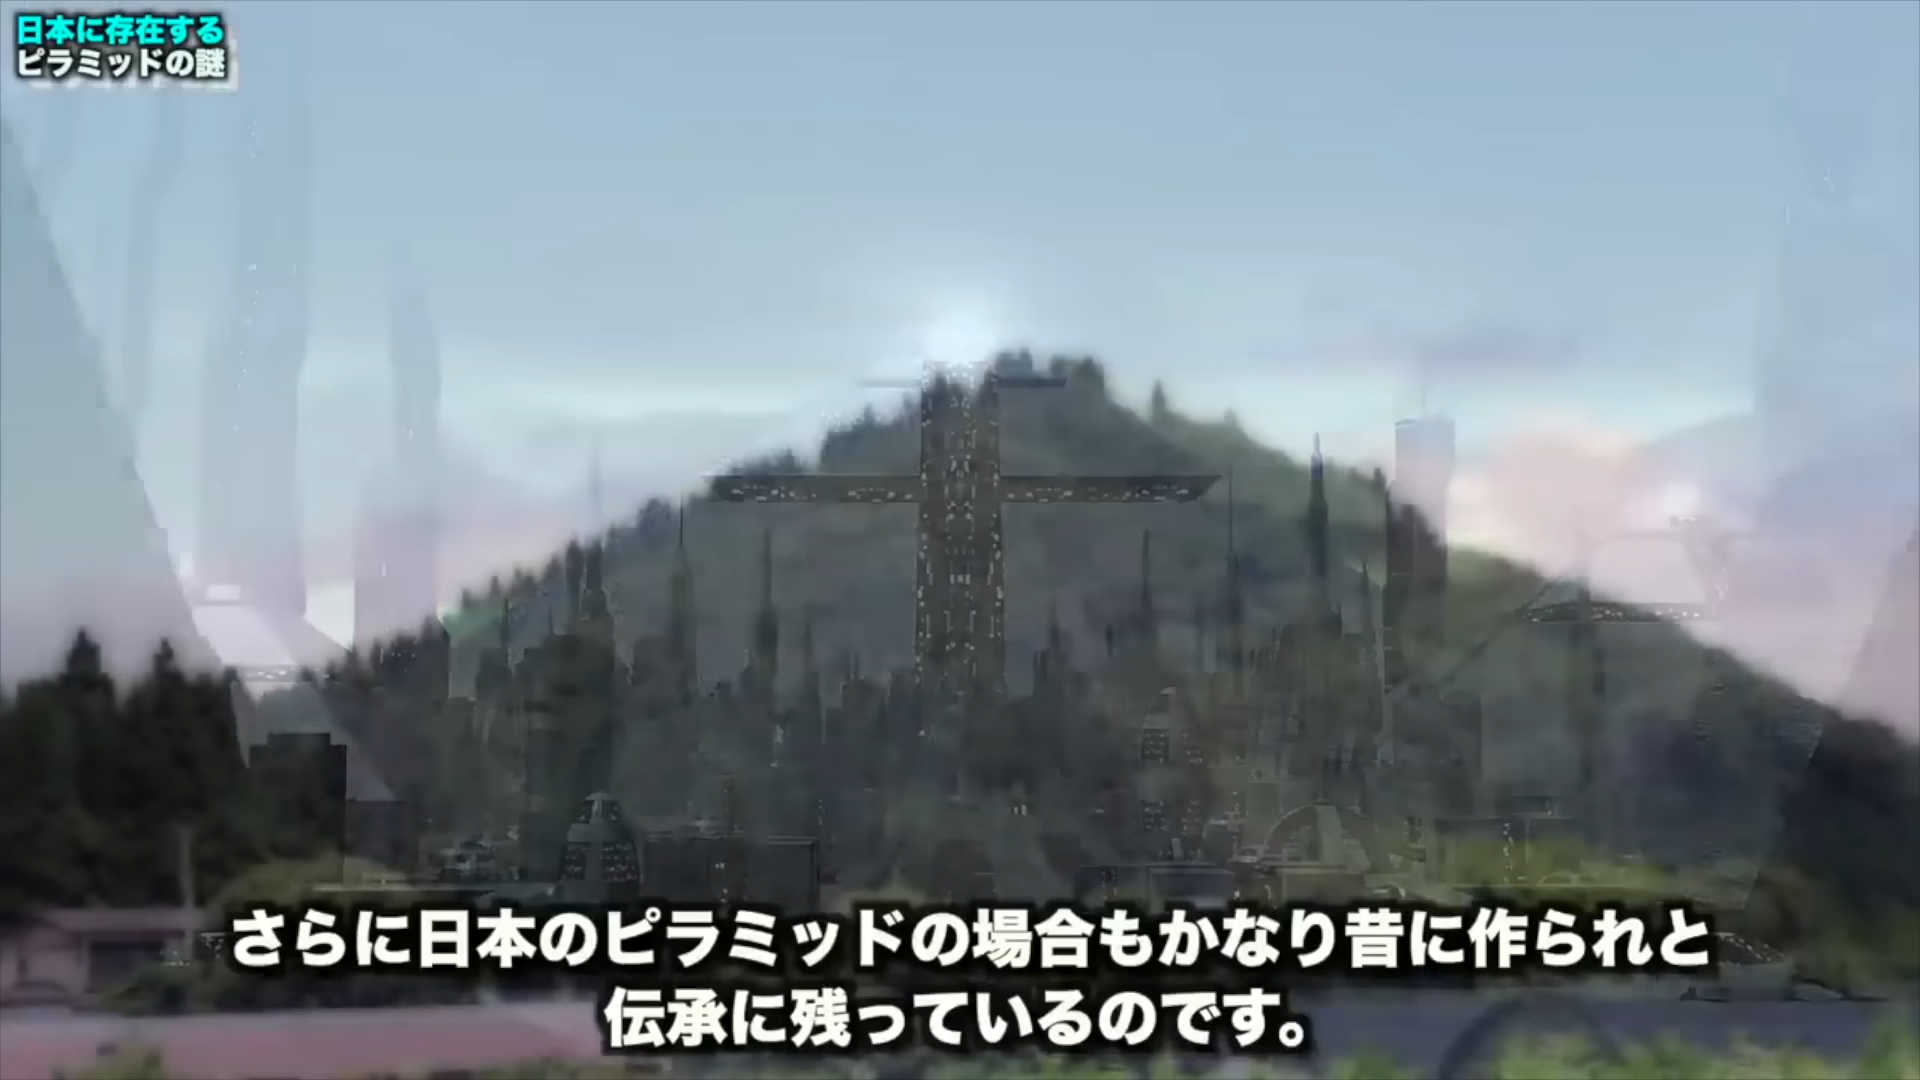 日本に存在する
ピラミッドの謎
さらに日本のピラミッドの場合もかなり昔に作られと
伝承に残っているのです。